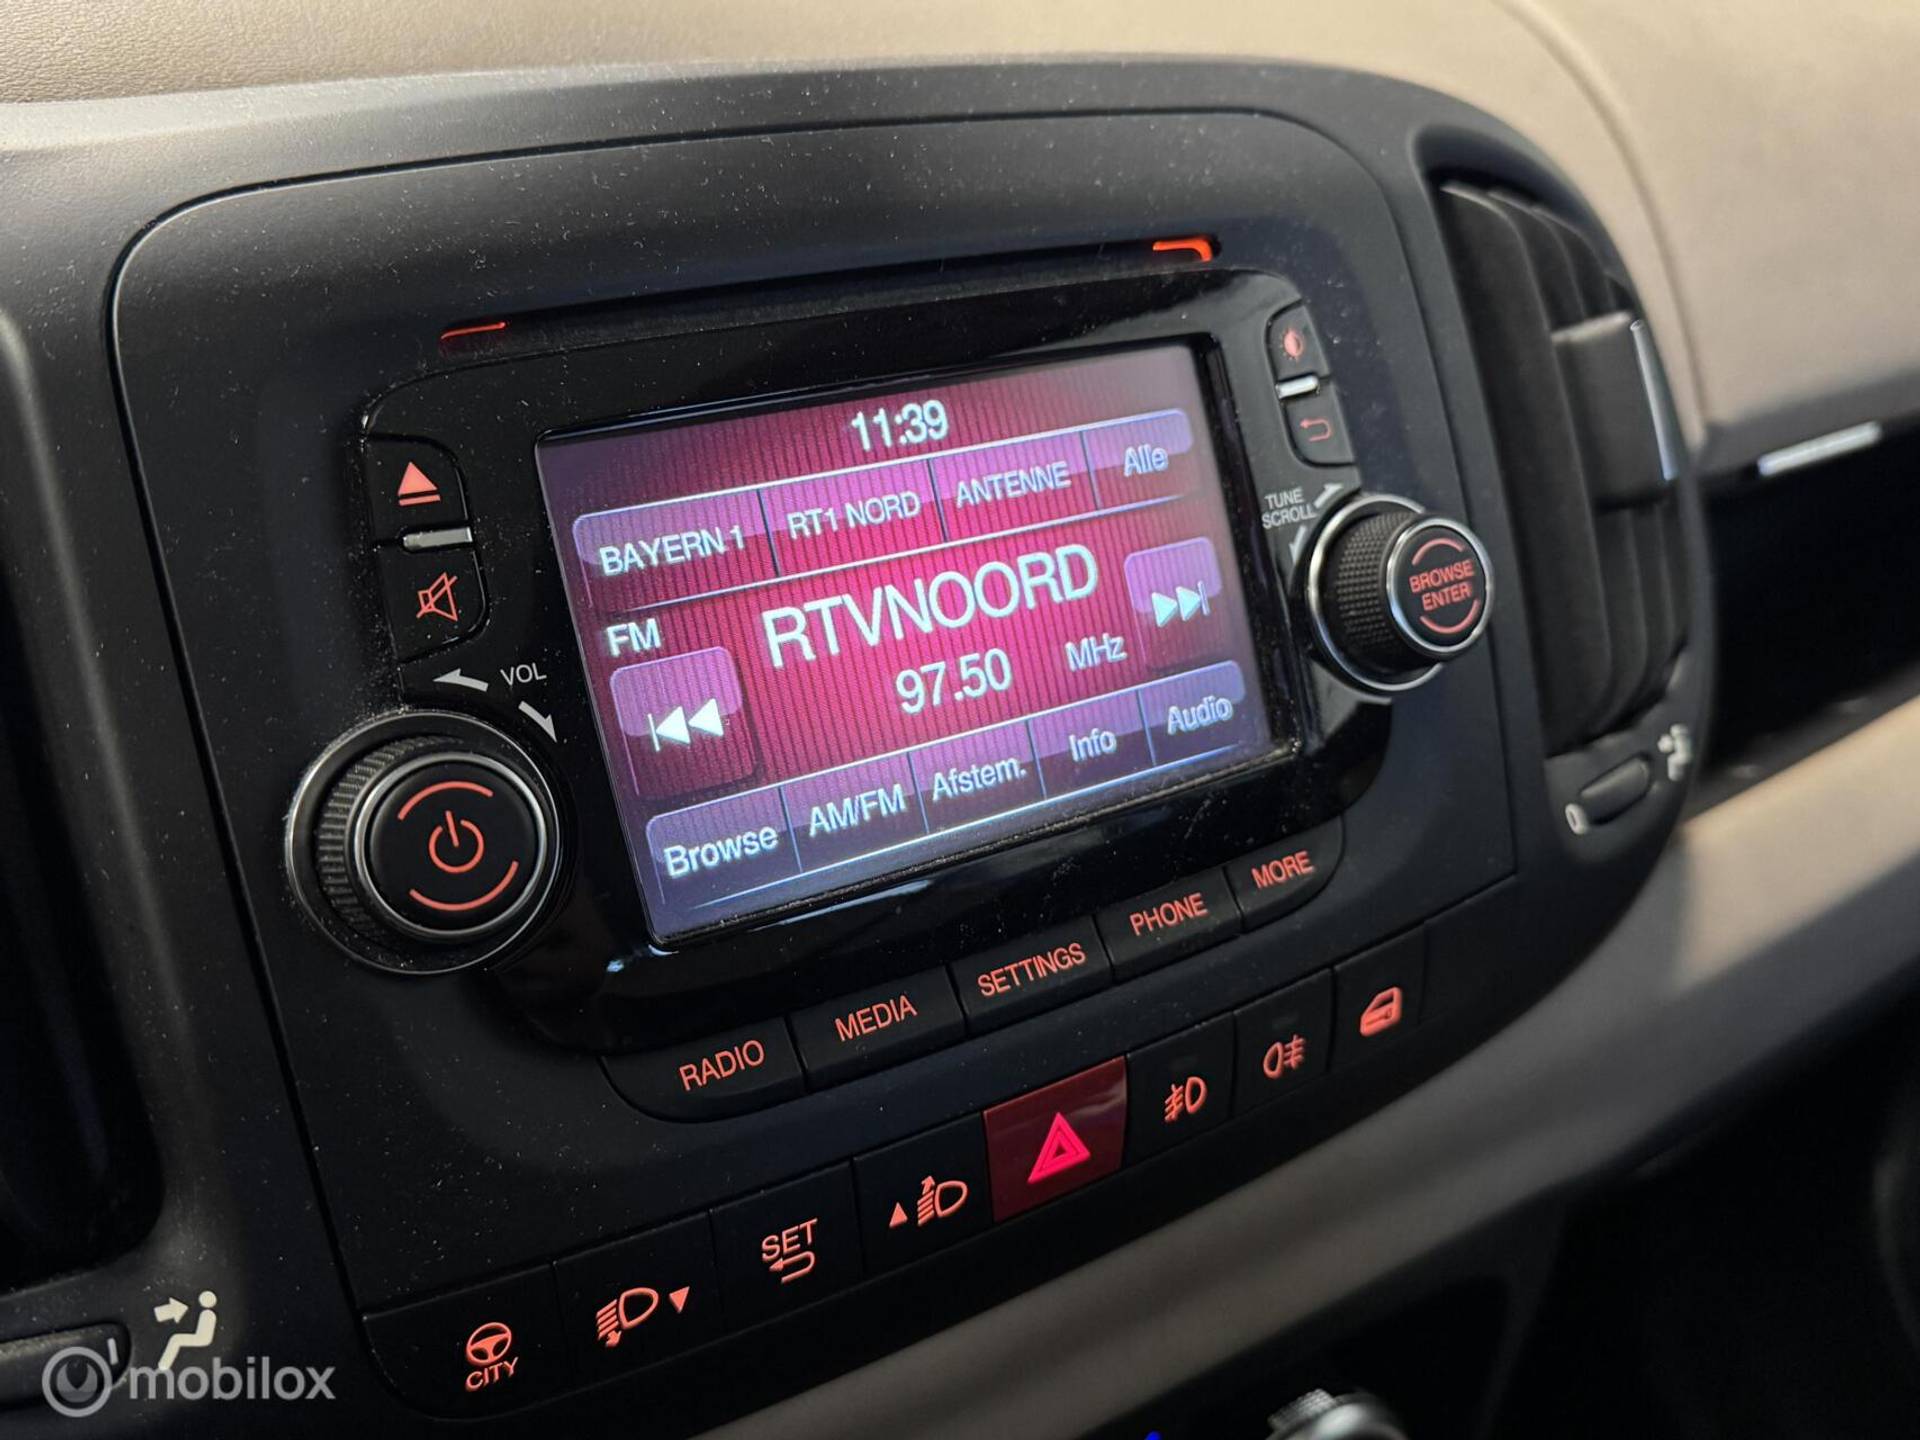 11:39
BAYERN 1 RT1 NORD ANTENNE Alle
FM
RTVNOORD
97.50 MHz
Browse AM/FM Afstem. Info Audio
VOL
TUNE
SCROLL
BROWSE
ENTER
RADIO MEDIA SETTINGS PHONE MORE
CITY
SET
0
mobilox